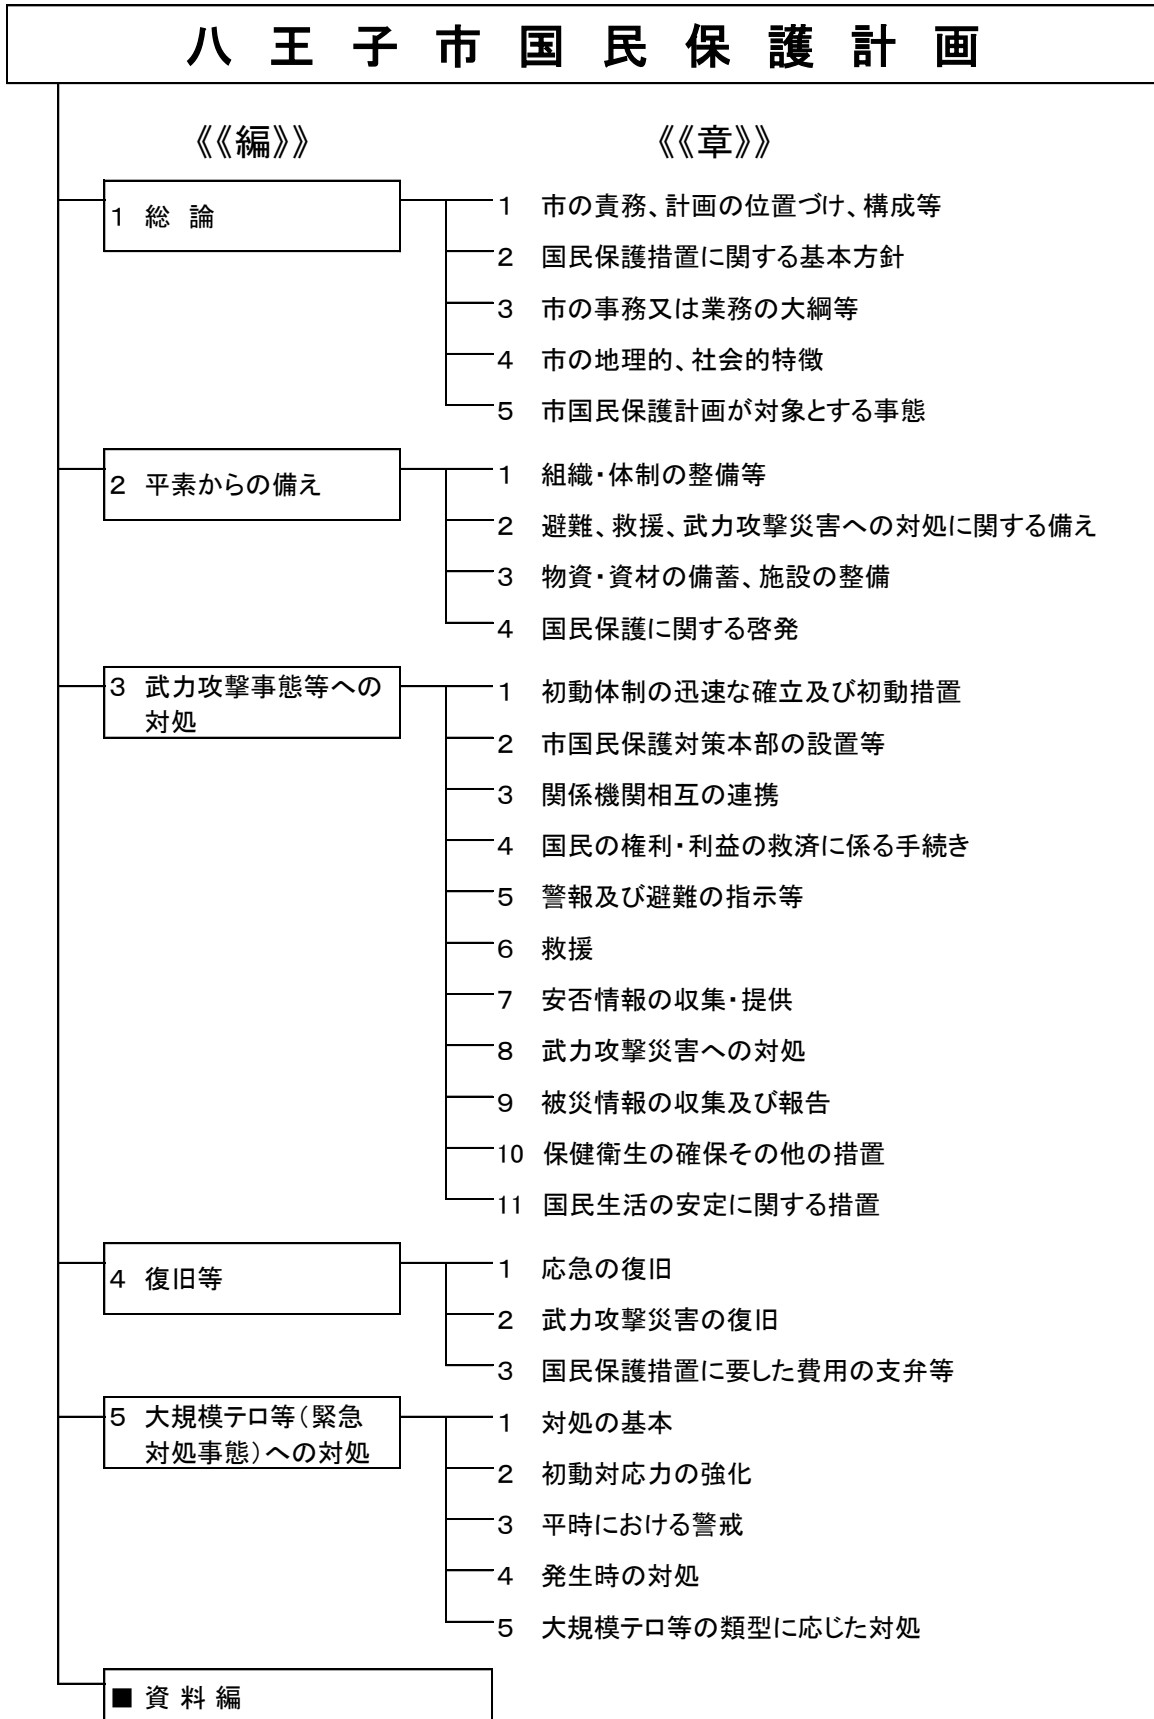 八王子市国民保護計画
《《編》》
《《章》》
1 総 論
1 市の責務、計画の位置づけ、構成等
2 国民保護措置に関する基本方針
3 市の事務又は業務の大綱等
4 市の地理的、社会的特徴
5 市国民保護計画が対象とする事態
2 平素からの備え
1 組織・体制の整備等
2 避難、救援、武力攻撃災害への対処に関する備え
3 物資・資材の備蓄、施設の整備
4 国民保護に関する啓発
3 武力攻撃事態等への
対処
1 初動体制の迅速な確立及び初動措置
2 市国民保護対策本部の設置等
3 関係機関相互の連携
4 国民の権利・利益の救済に係る手続き
5 警報及び避難の指示等
6 救援
7 安否情報の収集・提供
8 武力攻撃災害への対処
9 被災情報の収集及び報告
10 保健衛生の確保その他の措置
11 国民生活の安定に関する措置
4 復旧等
1 応急の復旧
2 武力攻撃災害の復旧
3 国民保護措置に要した費用の支弁等
5 大規模テロ等(緊急
対処事態)への対処
1 対処の基本
2 初動対応力の強化
3 平時における警戒
4 発生時の対処
5 大規模テロ等の類型に応じた対処
■ 資 料 編